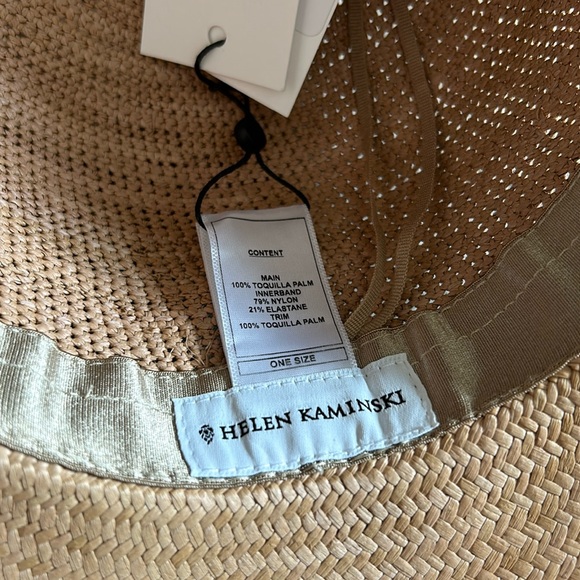 CONTENT
MAIN
100% TOQUILLA PALM
INNERBAND
79% NYLON
21% ELASTANE
TRIM
100% TOQUILLA PALM
ONE SIZE
HELEN KAMINSKI